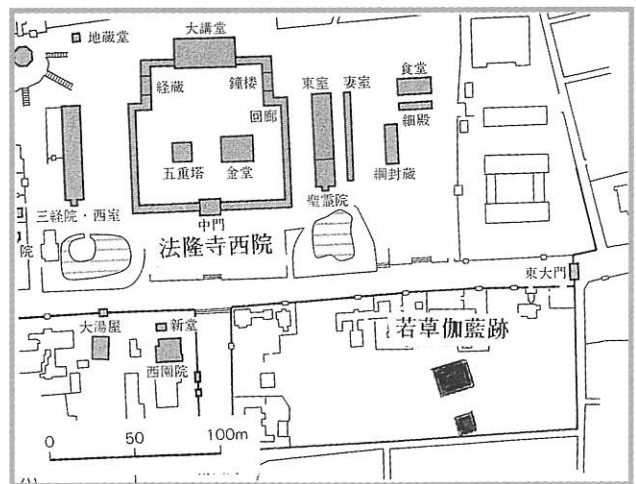 大講堂
地蔵堂
経蔵
鐘楼
東室
妻室
食堂
回廊
細殿
五重塔
金堂
綱封蔵
三経院・西室
中門
聖霊院
院
法隆寺西院
東大門
大湯屋
新堂
若草伽藍跡
西園院
0 50 100m